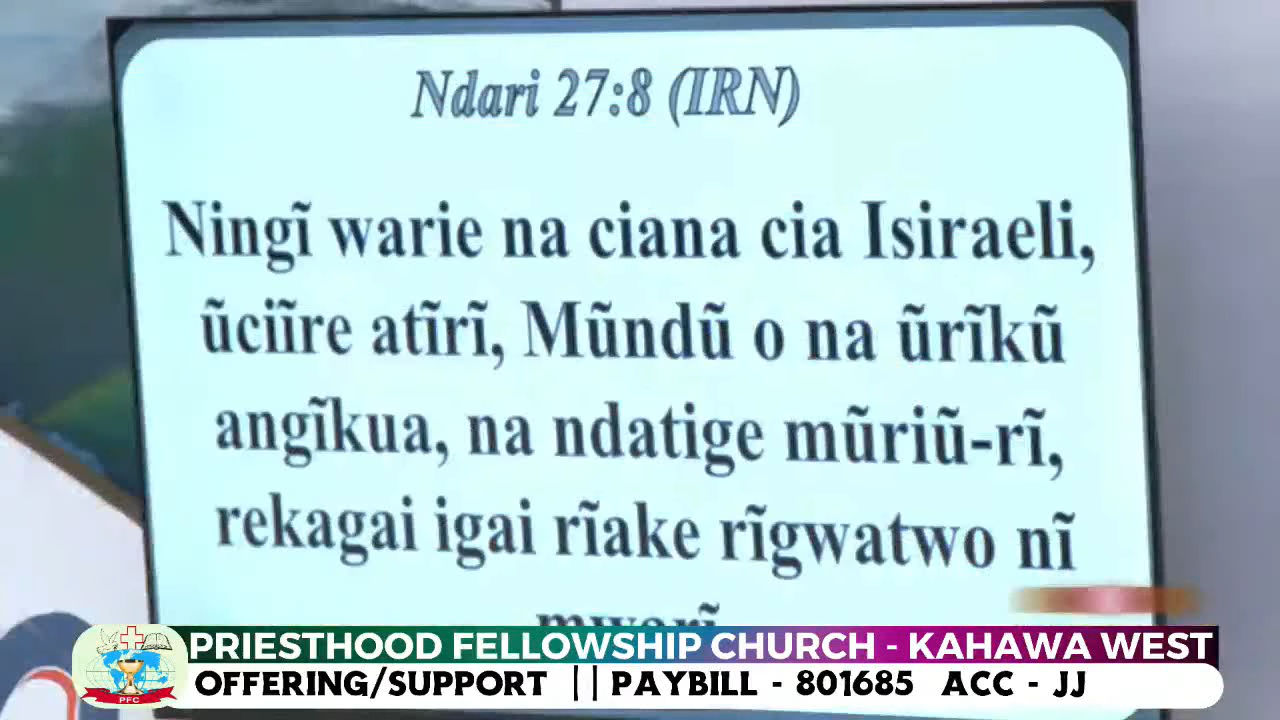 Ndari 27:8 (IRN)
Ningĩ warie na ciana cia Isiraeli,
ũciĩre atĩrĩ, Mũndũ o na ũrĩkũ
angĩkua, na ndatige mũriũ-rĩ,
rekagai igai rĩake rĩgwatwo nĩ
PRIESTHOOD FELLOWSHIP CHURCH - KAHAWA WEST
PFC
OFFERING/SUPPORT || PAYBILL - 801685 ACC - JJ